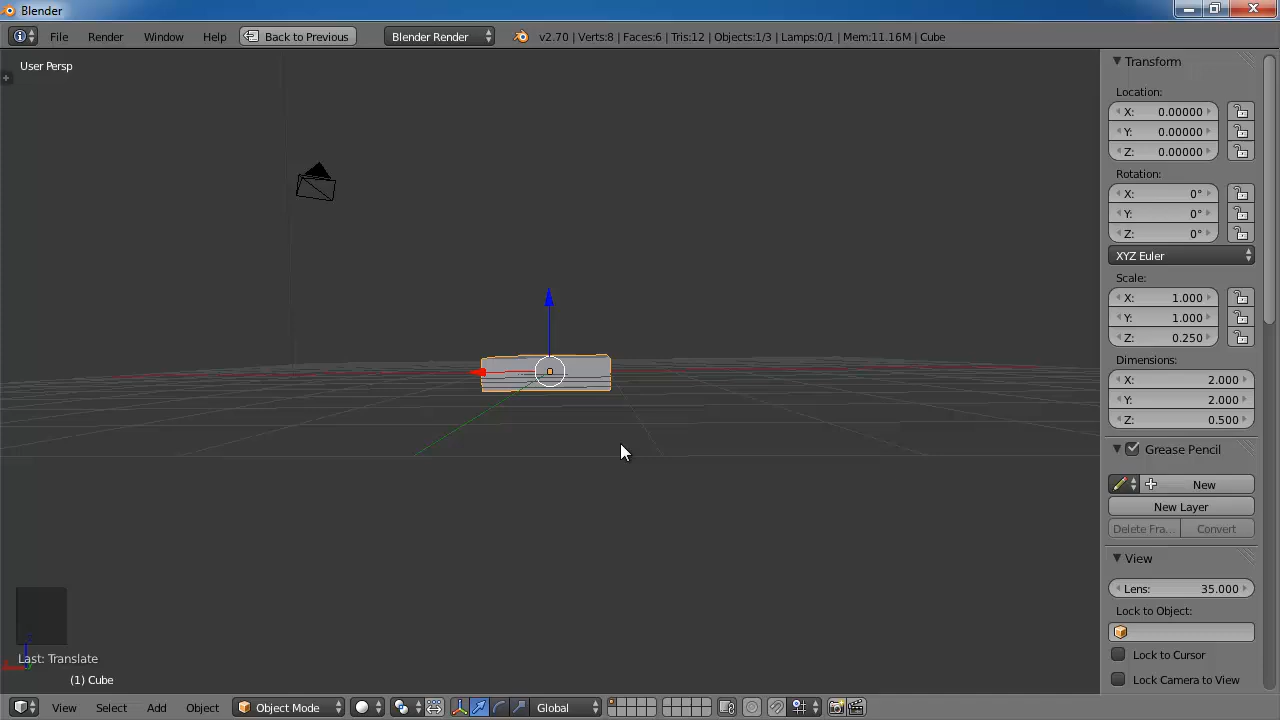 Blender
File Render Window Help Back to Previous Blender Render v2.70 | Verts:8 | Faces:6 | Tris:12 | Objects:1/3 | Lamps:0/1 | Mem:11.16M | Cube
User Persp
Transform
Location:
X: 0.00000
Y: 0.00000
Z: 0.00000
Rotation:
X: 0°
Y: 0°
Z: 0°
XYZ Euler
Scale:
X: 1.000
Y: 1.000
Z: 0.250
Dimensions:
X: 2.000
Y: 2.000
Z: 0.500
Grease Pencil
New
New Layer
Delete Fra... Convert
View
Lens: 35.000
Lock to Object:
Lock to Cursor
Lock Camera to View
Last: Translate
(1) Cube
View Select Add Object Object Mode Global